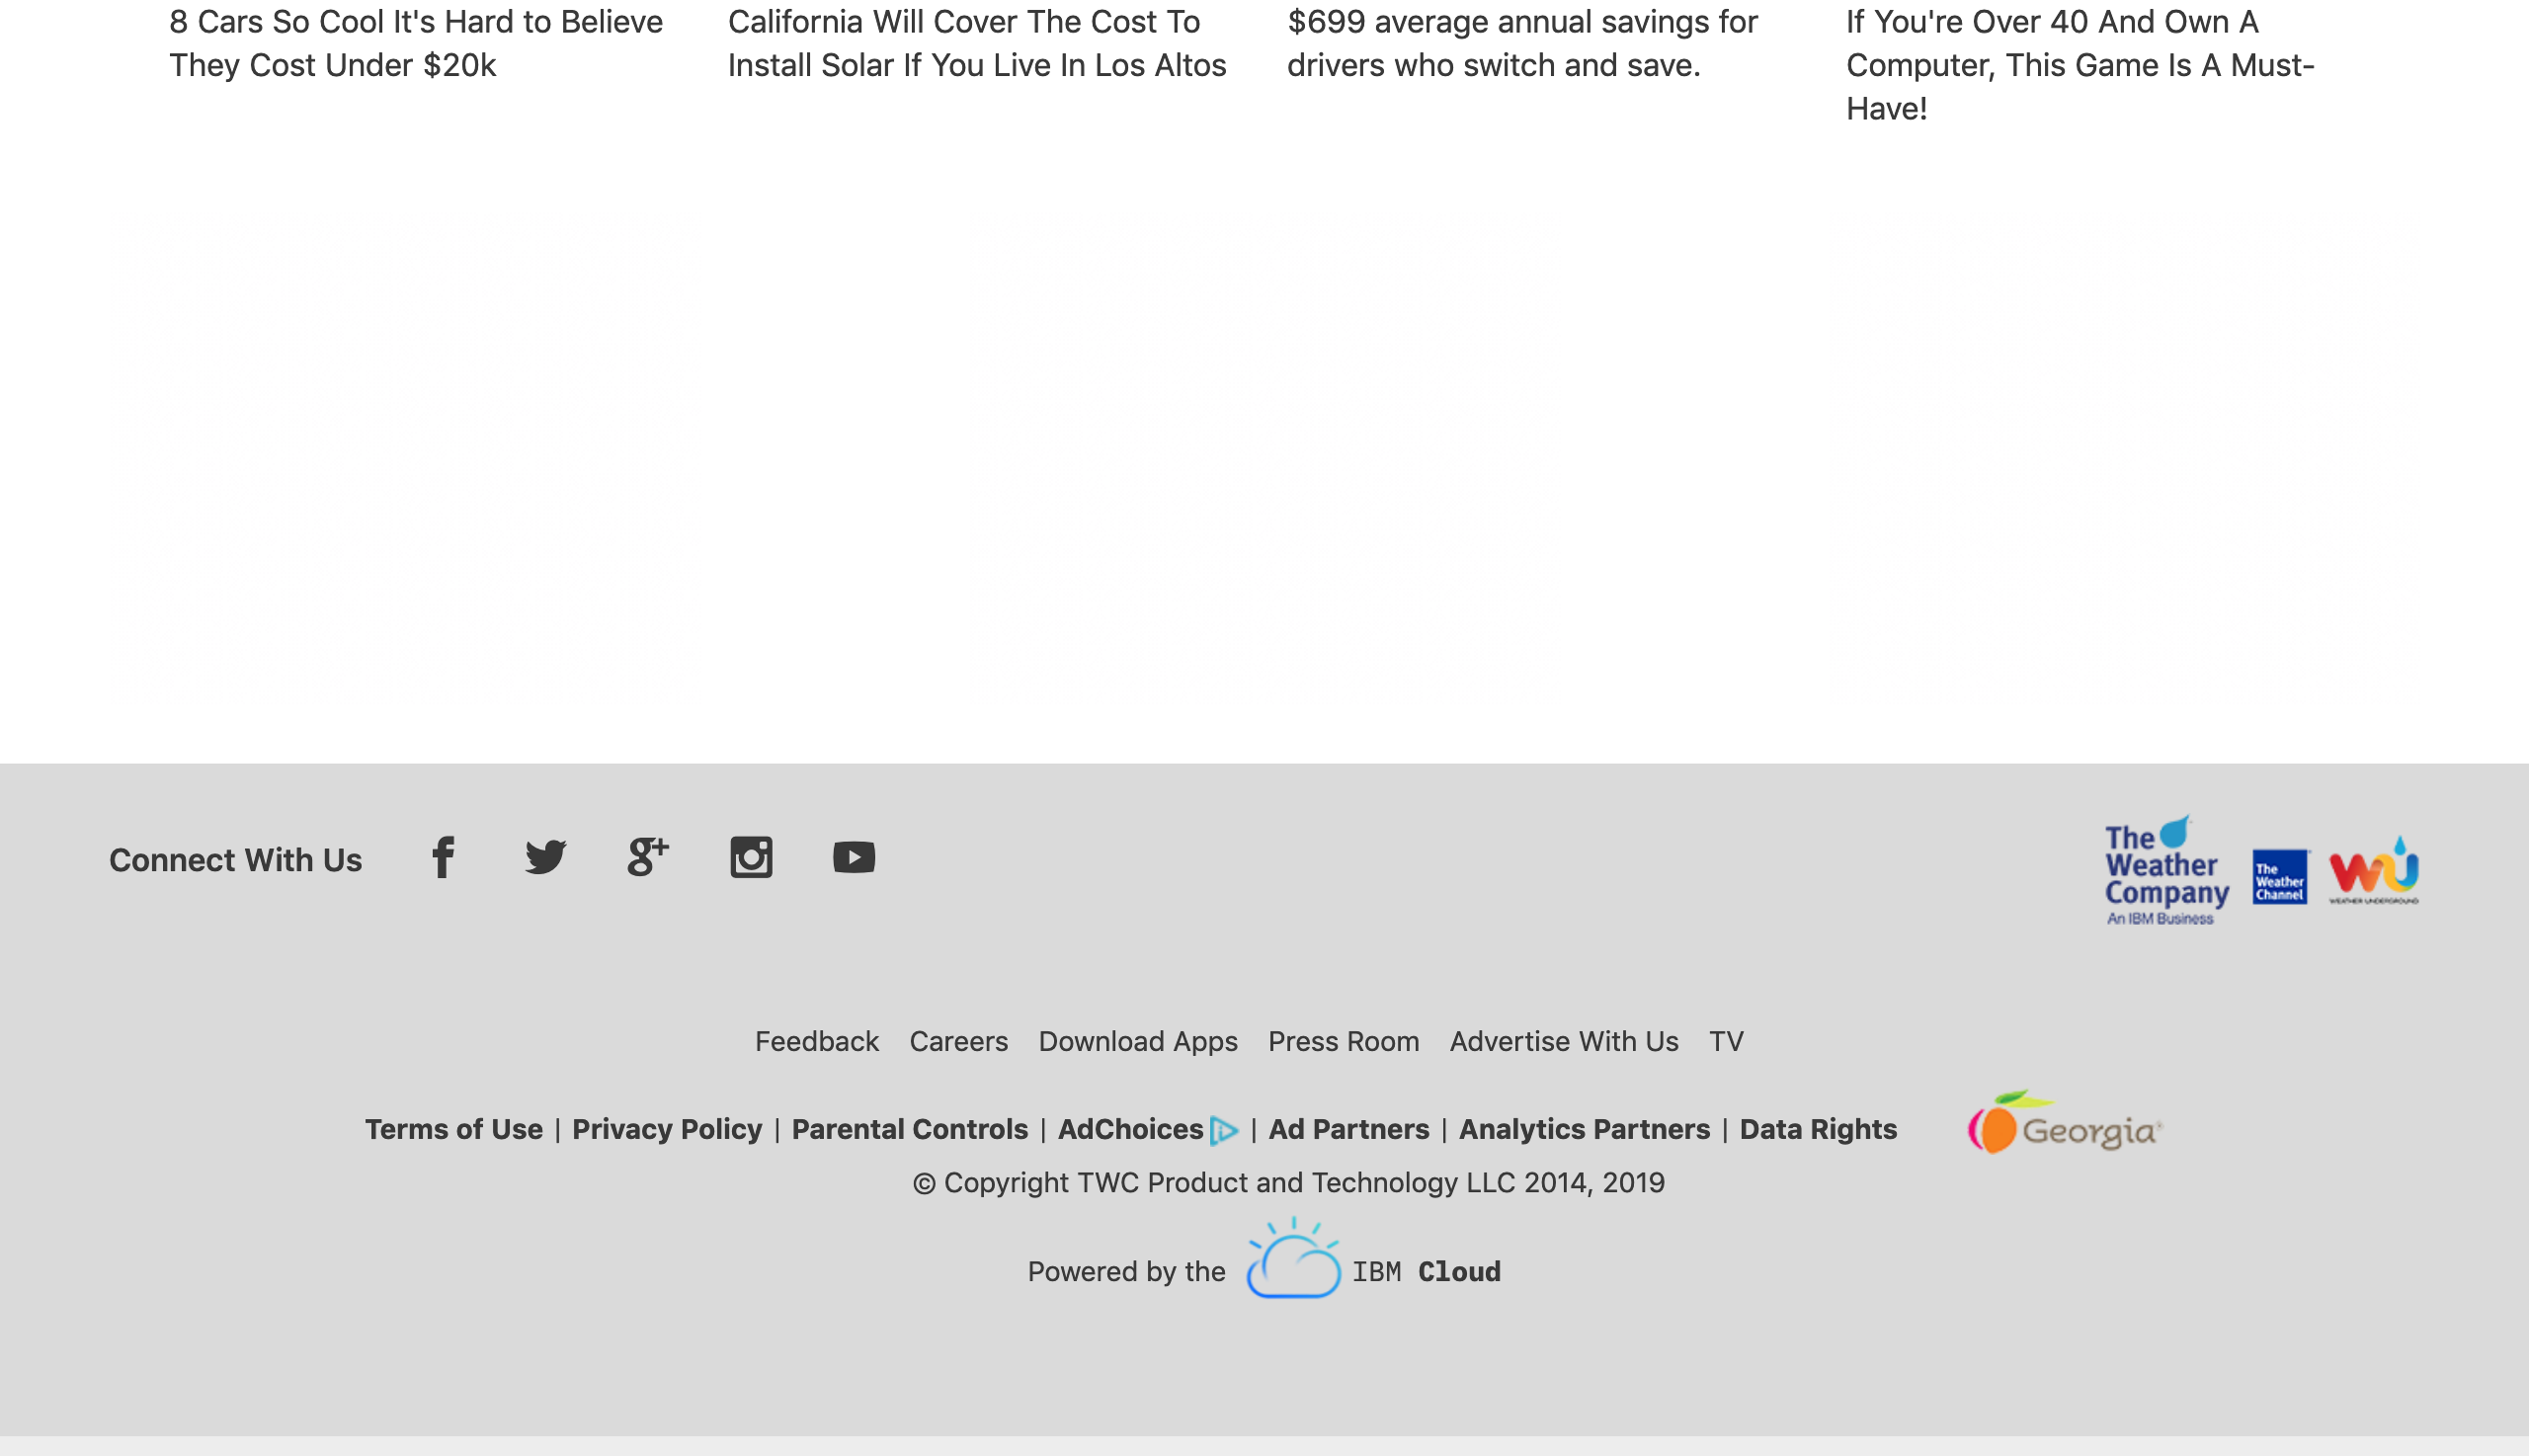 8 Cars So Cool It's Hard to Believe
They Cost Under $20k
California Will Cover The Cost To
Install Solar If You Live In Los Altos
$699 average annual savings for
drivers who switch and save.
If You're Over 40 And Own A
Computer, This Game Is A Must-
Have!
Connect With Us
The
Weather
Company
An IBM Business
The
Weather
Channel
WU
WEATHER UNDERGROUND
Feedback Careers Download Apps Press Room Advertise With Us TV
Terms of Use | Privacy Policy | Parental Controls | AdChoices | Ad Partners | Analytics Partners | Data Rights
Georgia®
© Copyright TWC Product and Technology LLC 2014, 2019
Powered by the IBM Cloud